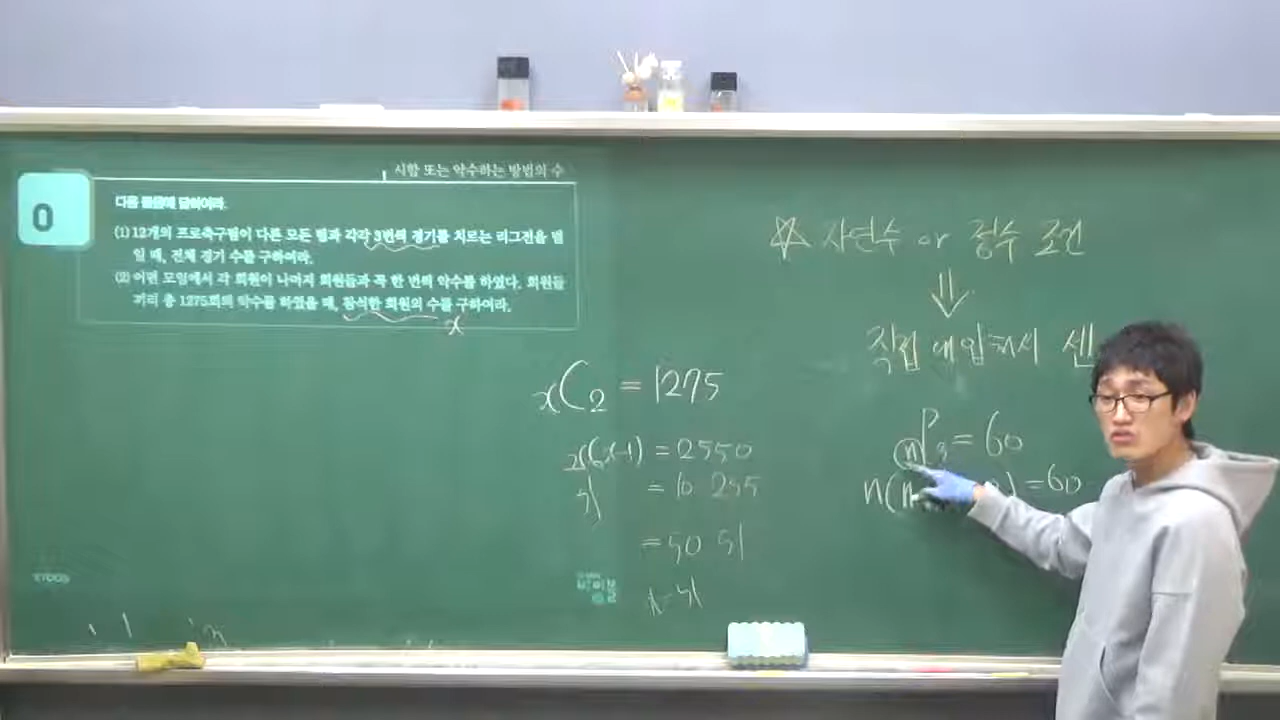 시합 또는 악수하는 방법의 수
0
다음 물음에 답하여라.
(1) 12개의 프로축구팀이 다른 모든 팀과 각각 3번씩 경기를 치르는 리그전을 벌
일 때, 전체 경기 수를 구하여라.
(2) 어떤 모임에서 각 회원이 나머지 회원들과 꼭 한 번씩 악수를 하였다. 회원들
끼리 총 1275회의 악수를 하였을 때, 참석한 회원의 수를 구하여라.
x
xC2 = 1275
x(x-1) = 2550
= 10 255
51
= 50 51
x=51
☆ 자연수 or 정수 조건
⇓
직접 대입해서 센
nP3 = 60
n(n ) = 60